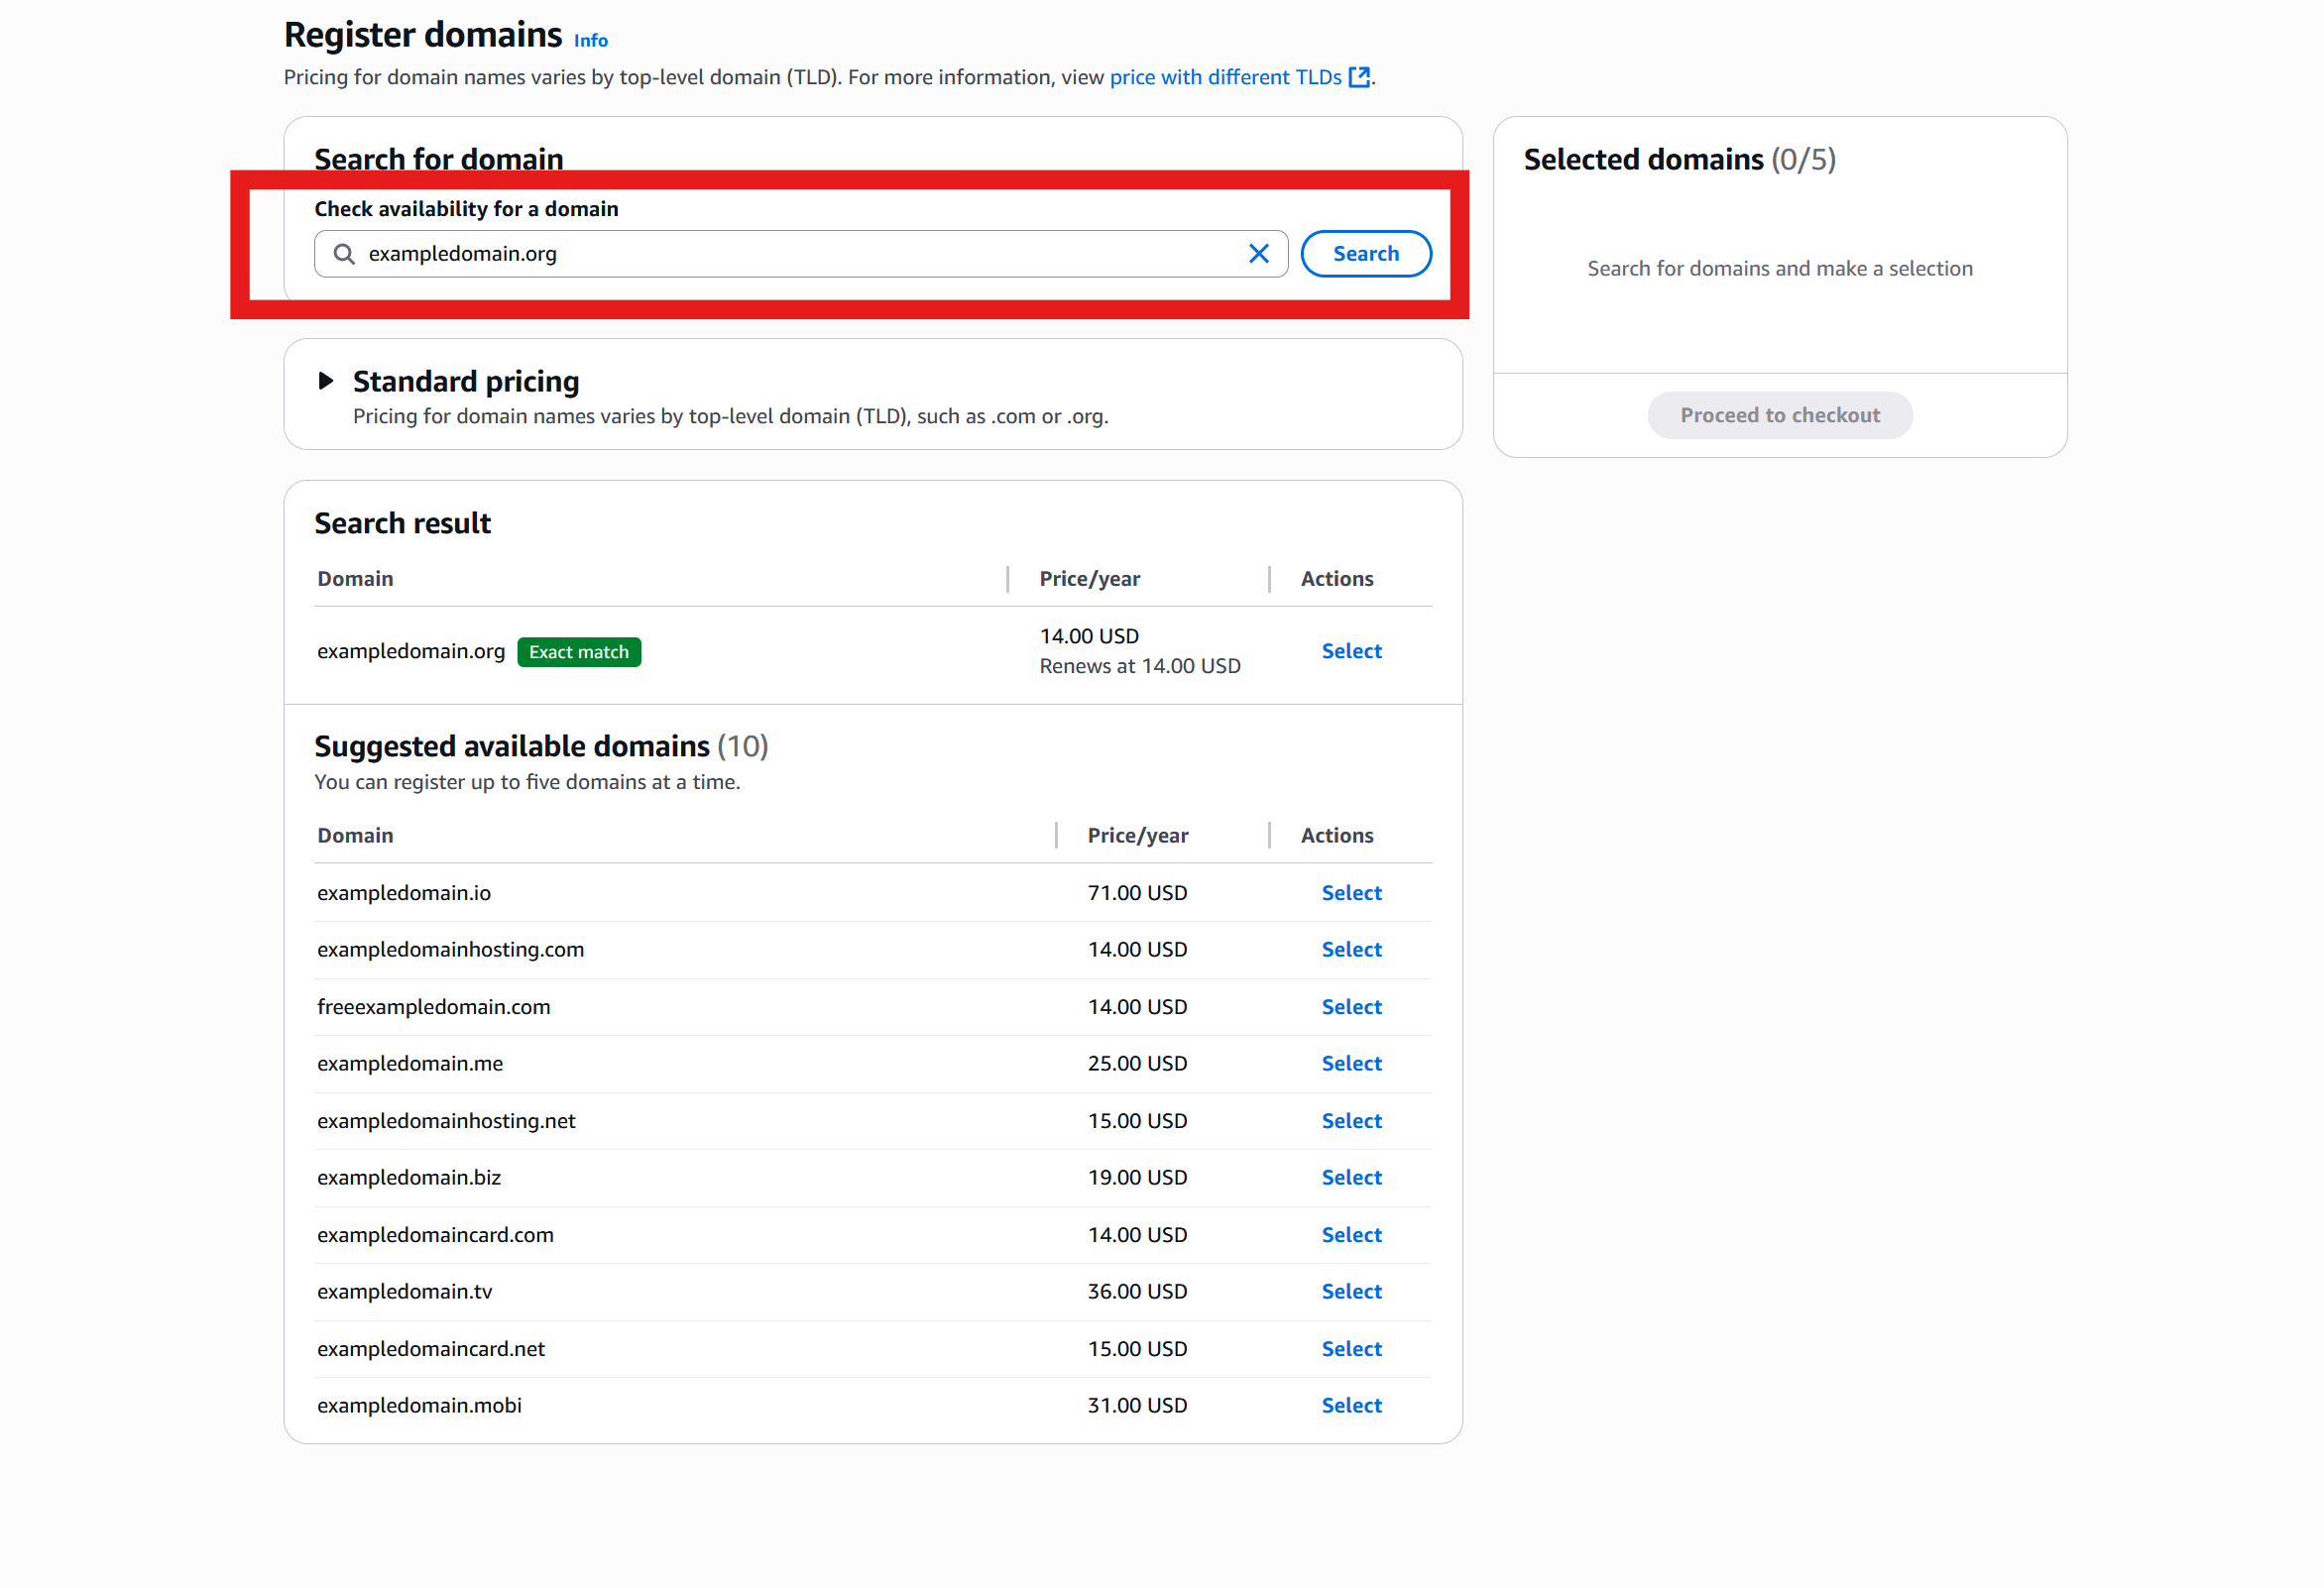 Register domains Info
Pricing for domain names varies by top-level domain (TLD). For more information, view price with different TLDs.
Search for domain
Check availability for a domain
exampledomain.org
Search
Selected domains (0/5)
Search for domains and make a selection
Proceed to checkout
Standard pricing
Pricing for domain names varies by top-level domain (TLD), such as .com or .org.
Search result
Domain Price/year Actions
exampledomain.org Exact match 14.00 USD Select
Renews at 14.00 USD
Suggested available domains (10)
You can register up to five domains at a time.
Domain Price/year Actions
exampledomain.io 71.00 USD Select
exampledomainhosting.com 14.00 USD Select
freeexampledomain.com 14.00 USD Select
exampledomain.me 25.00 USD Select
exampledomainhosting.net 15.00 USD Select
exampledomain.biz 19.00 USD Select
exampledomaincard.com 14.00 USD Select
exampledomain.tv 36.00 USD Select
exampledomaincard.net 15.00 USD Select
exampledomain.mobi 31.00 USD Select